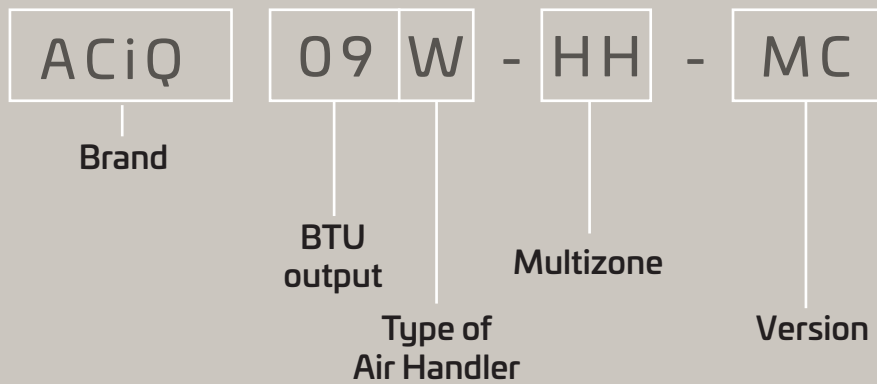 ACiQ 09 W - HH - MC
Brand
BTU
output
Multizone
Type of
Air Handler
Version